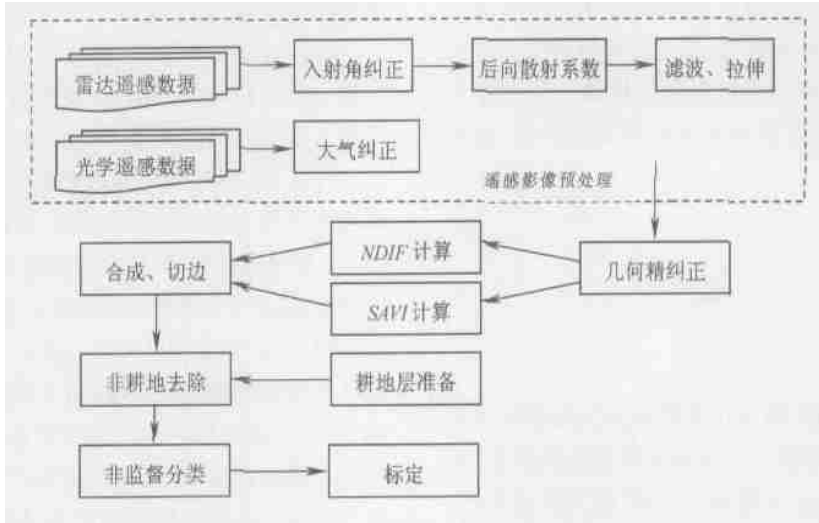 雷达遥感数据
入射角纠正
后向散射系数
滤波、拉伸
光学遥感数据
大气纠正
遥感影像预处理
NDIF 计算
合成、切边
几何精纠正
SAVI 计算
非耕地去除
耕地层准备
非监督分类
标定